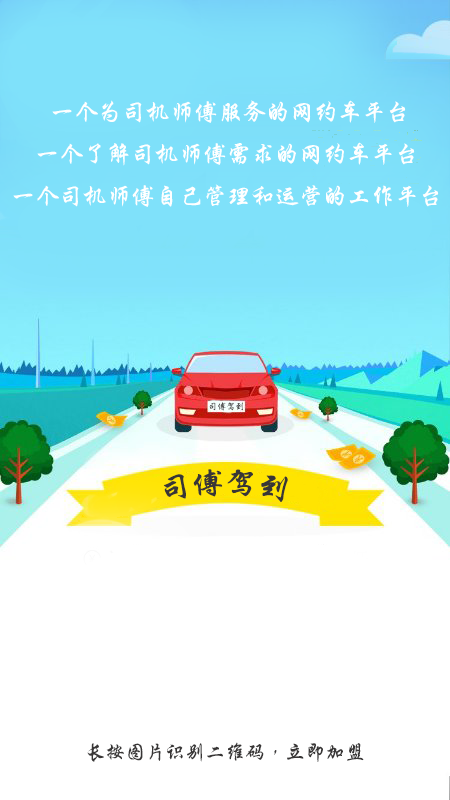 一个为司机师傅服务的网约车平台
一个了解司机师傅需求的网约车平台
一个司机师傅自己管理和运营的工作平台
司傅驾到
司傅驾到
长按图片识别二维码，立即加盟